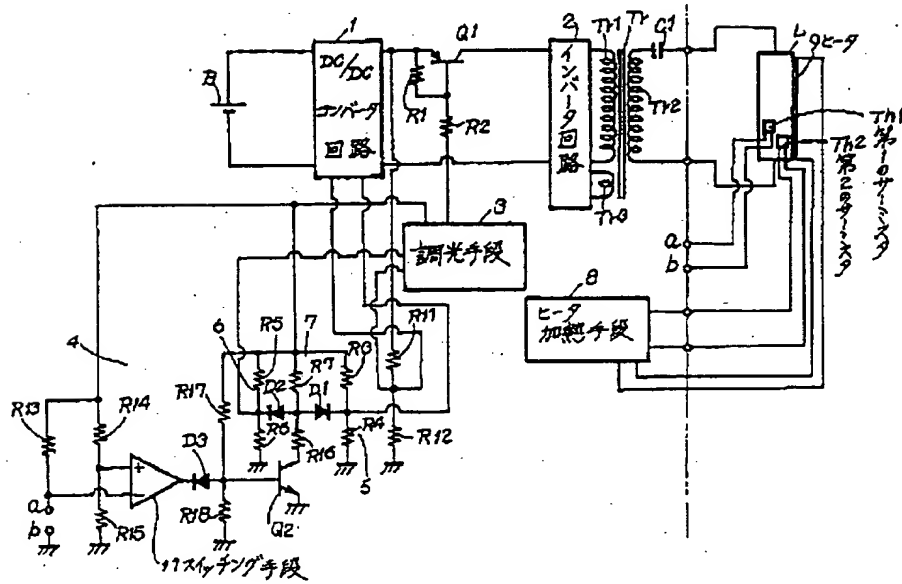 1
DC/DC
コンバータ
回路
B
Q1
R1
R2
2
インバータ
回路
Tr1
Tr
C1
Tr2
Tr3
L
9ヒータ
Th1
第1のサーミスタ
Th2
第2のサーミスタ
3
調光手段
a
b
8
ヒータ
加熱手段
4
6
R5
7
R3
R11
R17
R7
D2
D1
R13
R14
R6
R16
R4
R12
D3
5
+
−
a
b
R15
R18
Q2
17スイッチング手段